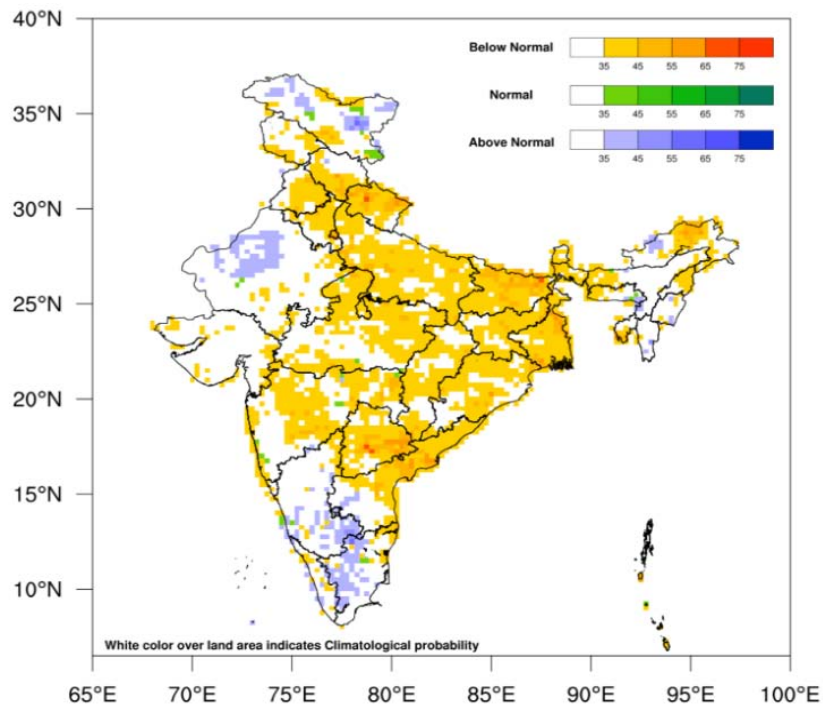 40°N
35°N
30°N
25°N
20°N
15°N
10°N
Below Normal
35 45 55 65 75
Normal
35 45 55 65 75
Above Normal
35 45 55 65 75
White color over land area indicates Climatological probability
65°E 70°E 75°E 80°E 85°E 90°E 95°E 100°E